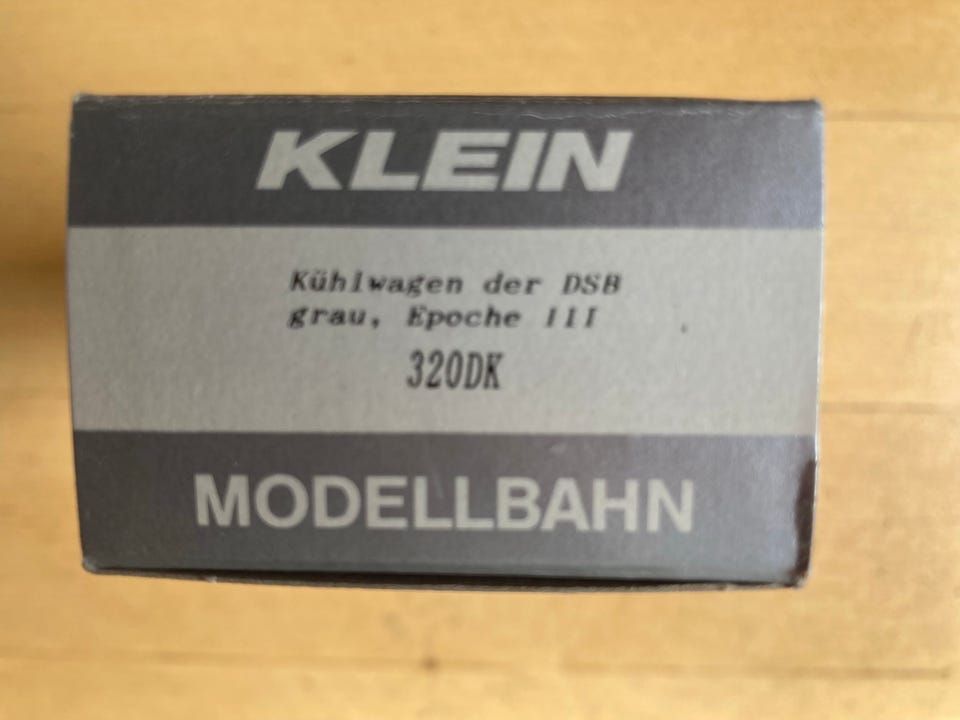 KLEIN
Kühlwagen der DSB
grau, Epoche III
320DK
MODELLBAHN